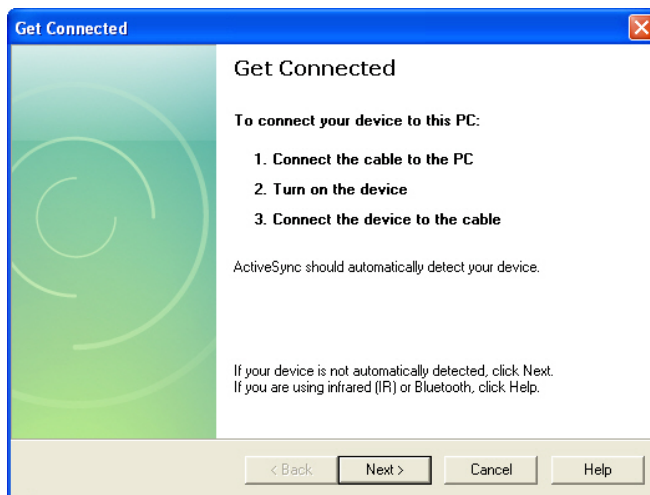 Get Connected
Get Connected
To connect your device to this PC:
1. Connect the cable to the PC
2. Turn on the device
3. Connect the device to the cable
ActiveSync should automatically detect your device.
If your device is not automatically detected, click Next.
If you are using infrared (IR) or Bluetooth, click Help.
< Back Next > Cancel Help